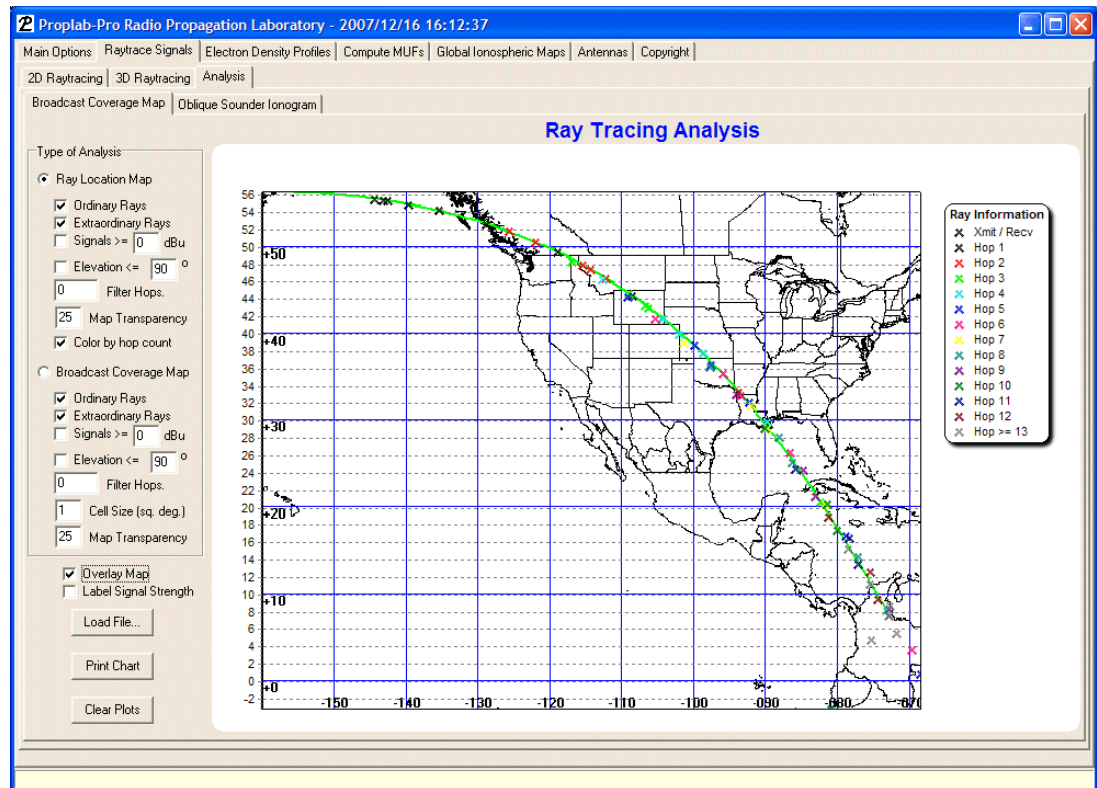 Proplab-Pro Radio Propagation Laboratory - 2007/12/16 16:12:37
Main Options Raytrace Signals Electron Density Profiles Compute MUFs Global Ionospheric Maps Antennas Copyright
2D Raytracing 3D Raytracing Analysis
Broadcast Coverage Map Oblique Sounder Ionogram
Ray Tracing Analysis
Type of Analysis
Ray Location Map
Ordinary Rays
Extraordinary Rays
Signals >= 0 dBu
Elevation <= 90 °
0 Filter Hops.
25 Map Transparency
Color by hop count
Broadcast Coverage Map
Ordinary Rays
Extraordinary Rays
Signals >= 0 dBu
Elevation <= 90 °
0 Filter Hops.
1 Cell Size (sq. deg.)
25 Map Transparency
Overlay Map
Label Signal Strength
Load File...
Print Chart
Clear Plots
56
54
52
50
48
46
44
42
40
38
36
34
32
30
28
26
24
22
20
18
16
14
12
10
8
6
4
2
0
-2
+50
+40
+30
+20
+10
+0
-150 -140 -130 -120 -110 -100 -090 -080 -070
Ray Information
Xmit / Recv
Hop 1
Hop 2
Hop 3
Hop 4
Hop 5
Hop 6
Hop 7
Hop 8
Hop 9
Hop 10
Hop 11
Hop 12
Hop >= 13